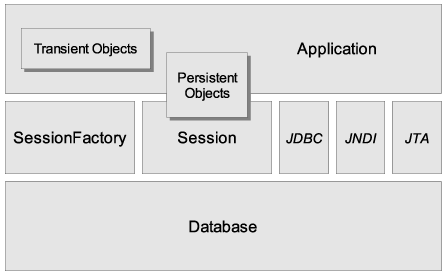 Transient Objects
Application
Persistent
Objects
SessionFactory
Session
JDBC
JNDI
JTA
Database